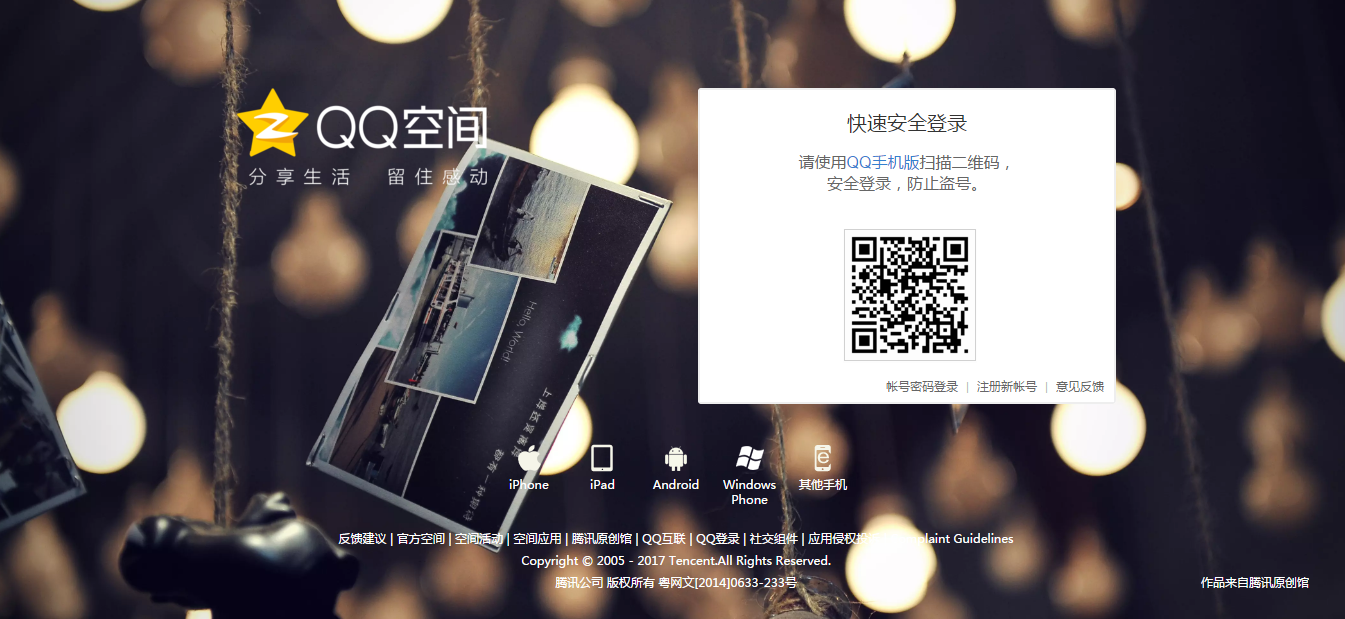 QQ空间
分享生活 留住感动
快速安全登录
请使用QQ手机版扫描二维码，
安全登录，防止盗号。
Hello, World!
帐号密码登录 | 注册新帐号 | 意见反馈
iPhone
iPad
Android
Windows
Phone
其他手机
反馈建议 | 官方空间 | 空间活动 | 空间应用 | 腾讯原创馆 | QQ互联 | QQ登录 | 社交组件 | 应用侵权投 plaint Guidelines
Copyright © 2005 - 2017 Tencent.All Rights Reserved.
腾讯公司 版权所有 粤网文[2014]0633-233号
作品来自腾讯原创馆